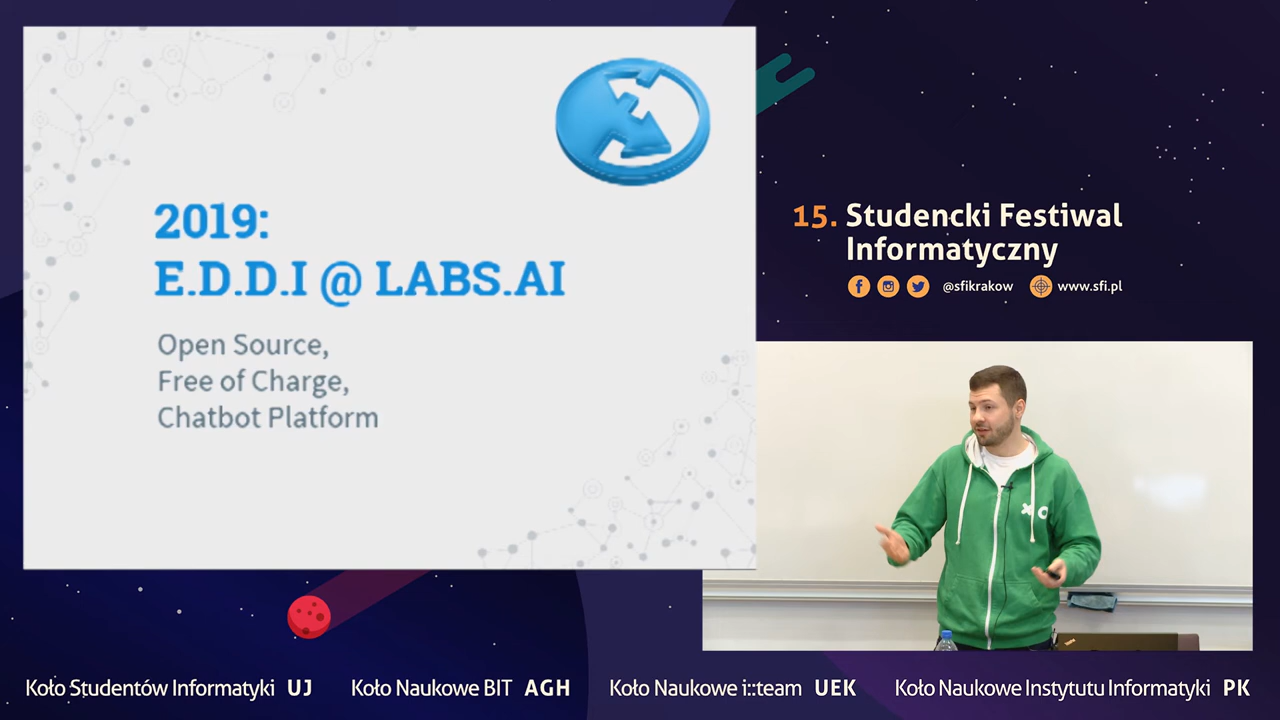 2019:
E.D.D.I @ LABS.AI
Open Source,
Free of Charge,
Chatbot Platform
15. Studencki Festiwal
Informatyczny
@sfikrakow www.sfi.pl
Koło Studentów Informatyki UJ
Koło Naukowe BIT AGH
Koło Naukowe i::team UEK
Koło Naukowe Instytutu Informatyki PK